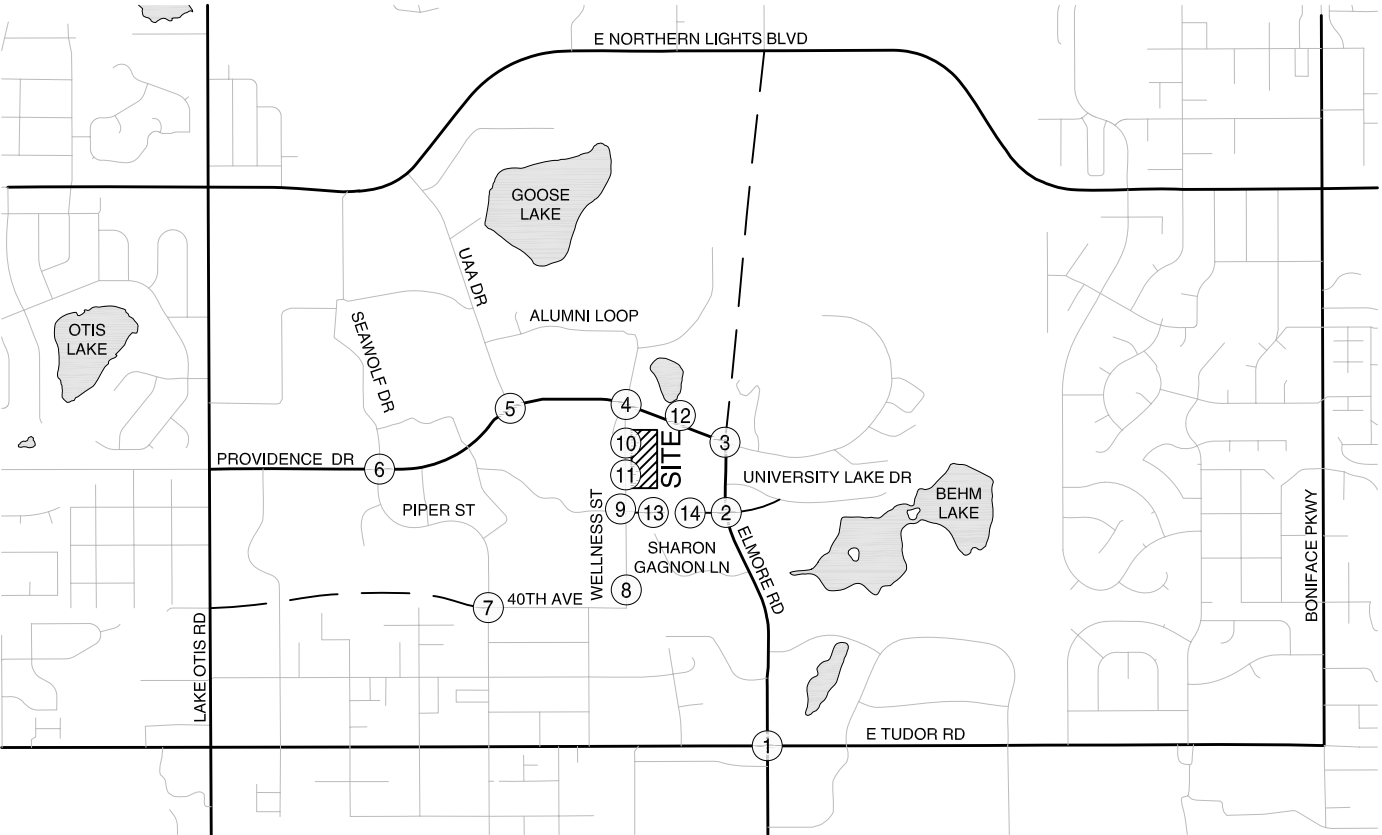 E NORTHERN LIGHTS BLVD
GOOSE
LAKE
UAA DR
ALUMNI LOOP
OTIS
LAKE
SEAWOLF DR
5
4
12
3
10
SITE
11
PROVIDENCE DR
6
UNIVERSITY LAKE DR
BEHM
LAKE
PIPER ST
WELLNESS ST
9
13
14
2
SHARON
GAGNON LN
ELMORE RD
BONIFACE PKWY
8
7
40TH AVE
LAKE OTIS RD
E TUDOR RD
1